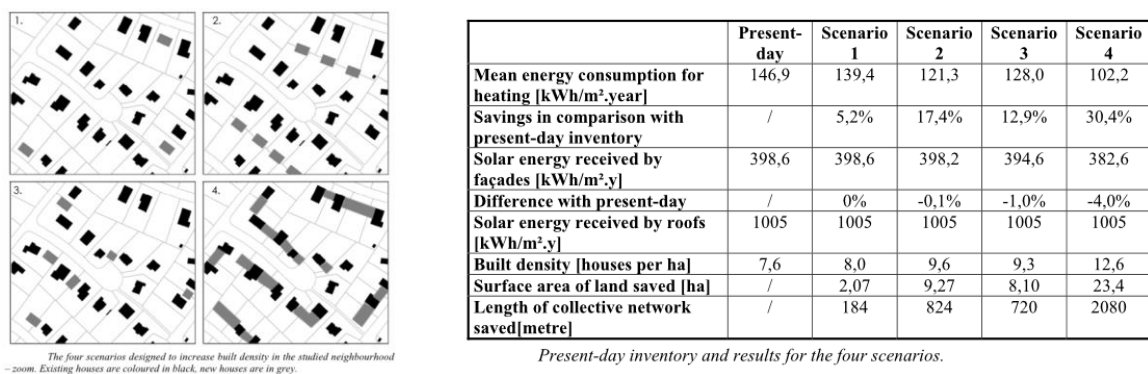 1.
2.
3.
4.
The four scenarios designed to increase built density in the studied neighbourhood
– zoom. Existing houses are coloured in black, new houses are in grey.
Present-day Scenario 1 Scenario 2 Scenario 3 Scenario 4
Mean energy consumption for heating [kWh/m².year] 146,9 139,4 121,3 128,0 102,2
Savings in comparison with present-day inventory / 5,2% 17,4% 12,9% 30,4%
Solar energy received by façades [kWh/m².y] 398,6 398,6 398,2 394,6 382,6
Difference with present-day / 0% -0,1% -1,0% -4,0%
Solar energy received by roofs [kWh/m².y] 1005 1005 1005 1005 1005
Built density [houses per ha] 7,6 8,0 9,6 9,3 12,6
Surface area of land saved [ha] / 2,07 9,27 8,10 23,4
Length of collective network saved[metre] / 184 824 720 2080
Present-day inventory and results for the four scenarios.